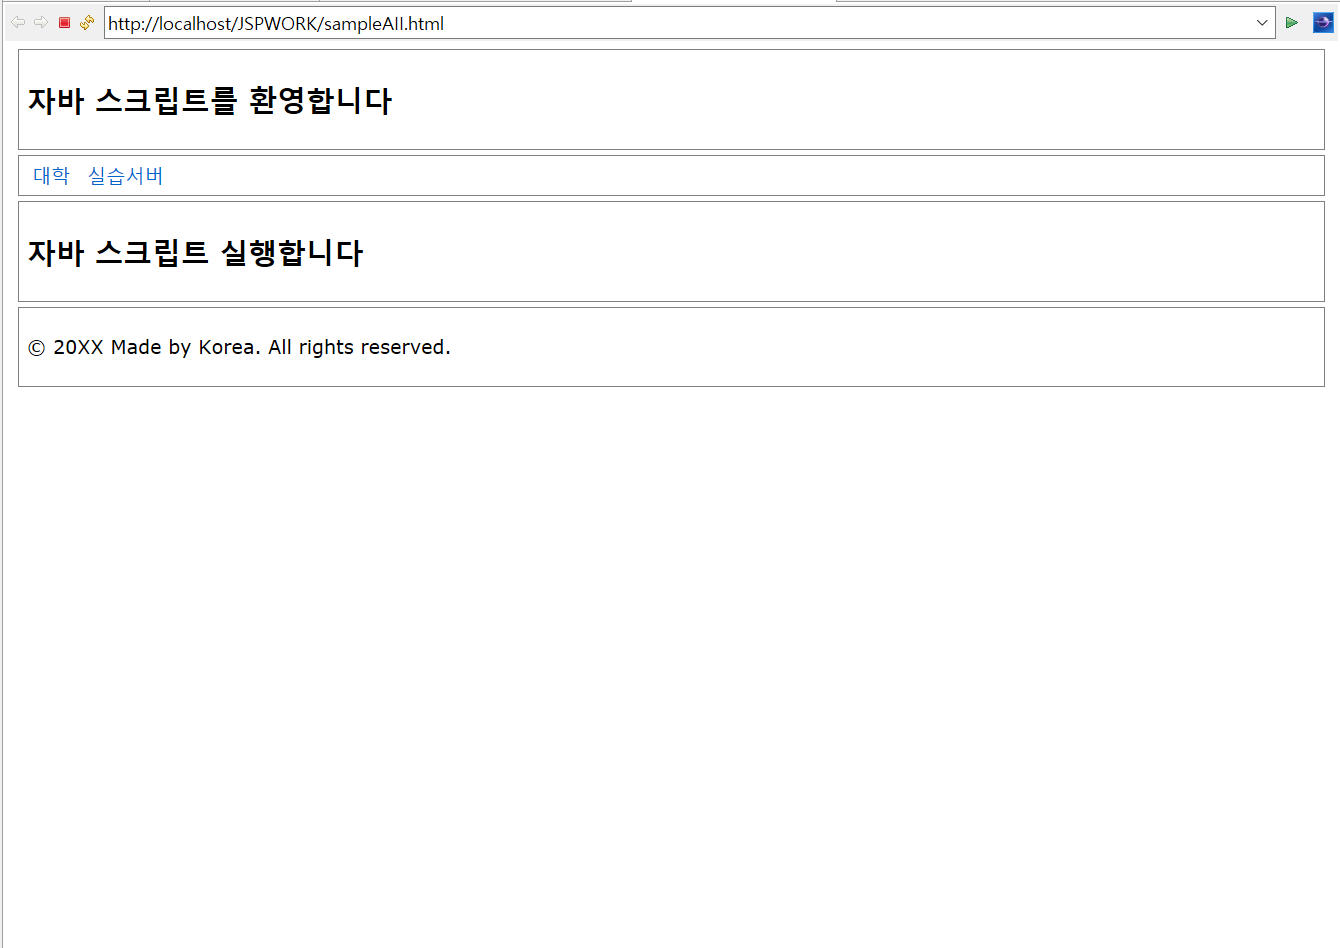 http://localhost/JSPWORK/sampleAll.html
자바 스크립트를 환영합니다
대학 실습서버
자바 스크립트 실행합니다
© 20XX Made by Korea. All rights reserved.